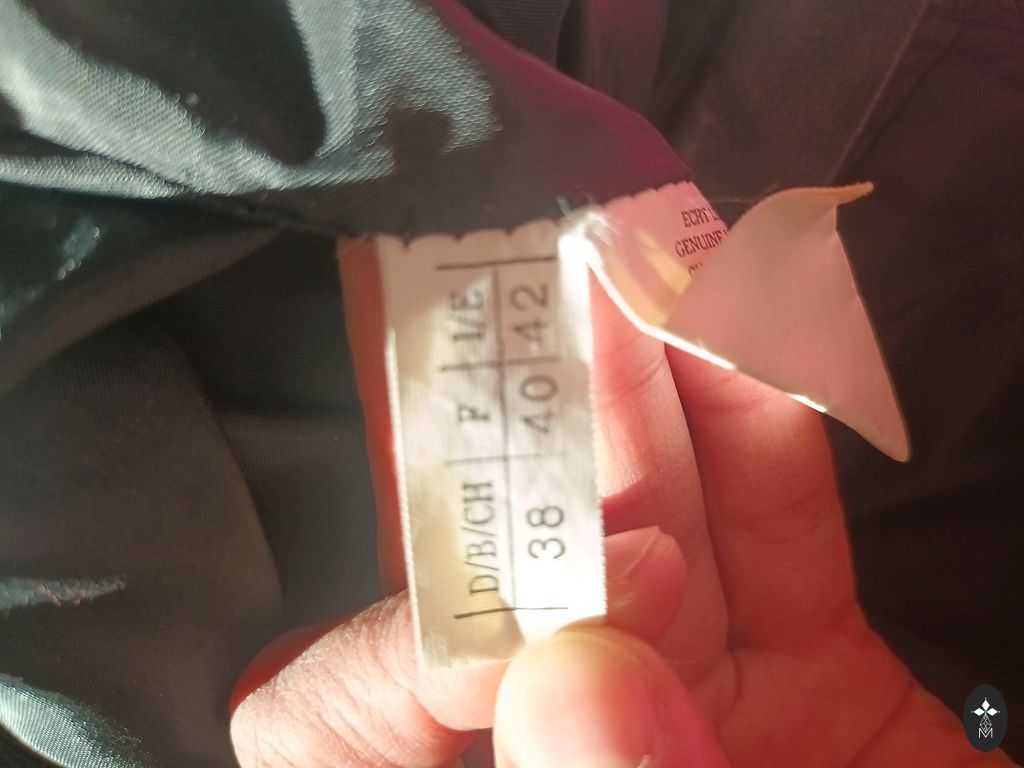 D/B/CH F I/E
38 40 42
ECHT
GENUINE
M